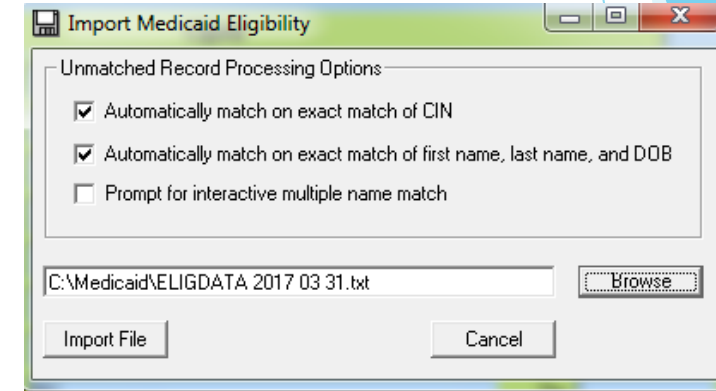 Import Medicaid Eligibility
Unmatched Record Processing Options
Automatically match on exact match of CIN
Automatically match on exact match of first name, last name, and DOB
Prompt for interactive multiple name match
C:\Medicaid\ELIGDATA 2017 03 31.txt
Browse
Import File
Cancel